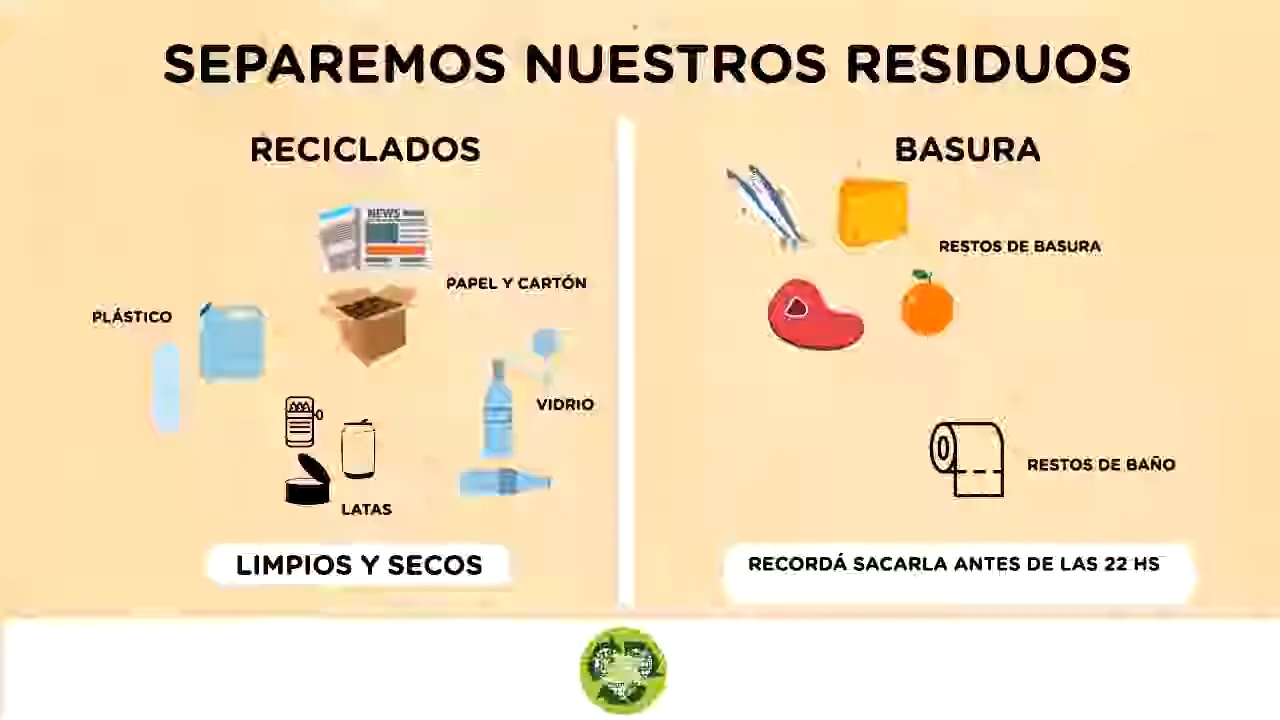 SEPAREMOS NUESTROS RESIDUOS
RECICLADOS
NEWS
PAPEL Y CARTÓN
PLÁSTICO
VIDRIO
LATAS
LIMPIOS Y SECOS
BASURA
RESTOS DE BASURA
RESTOS DE BAÑO
RECORDÁ SACARLA ANTES DE LAS 22 HS